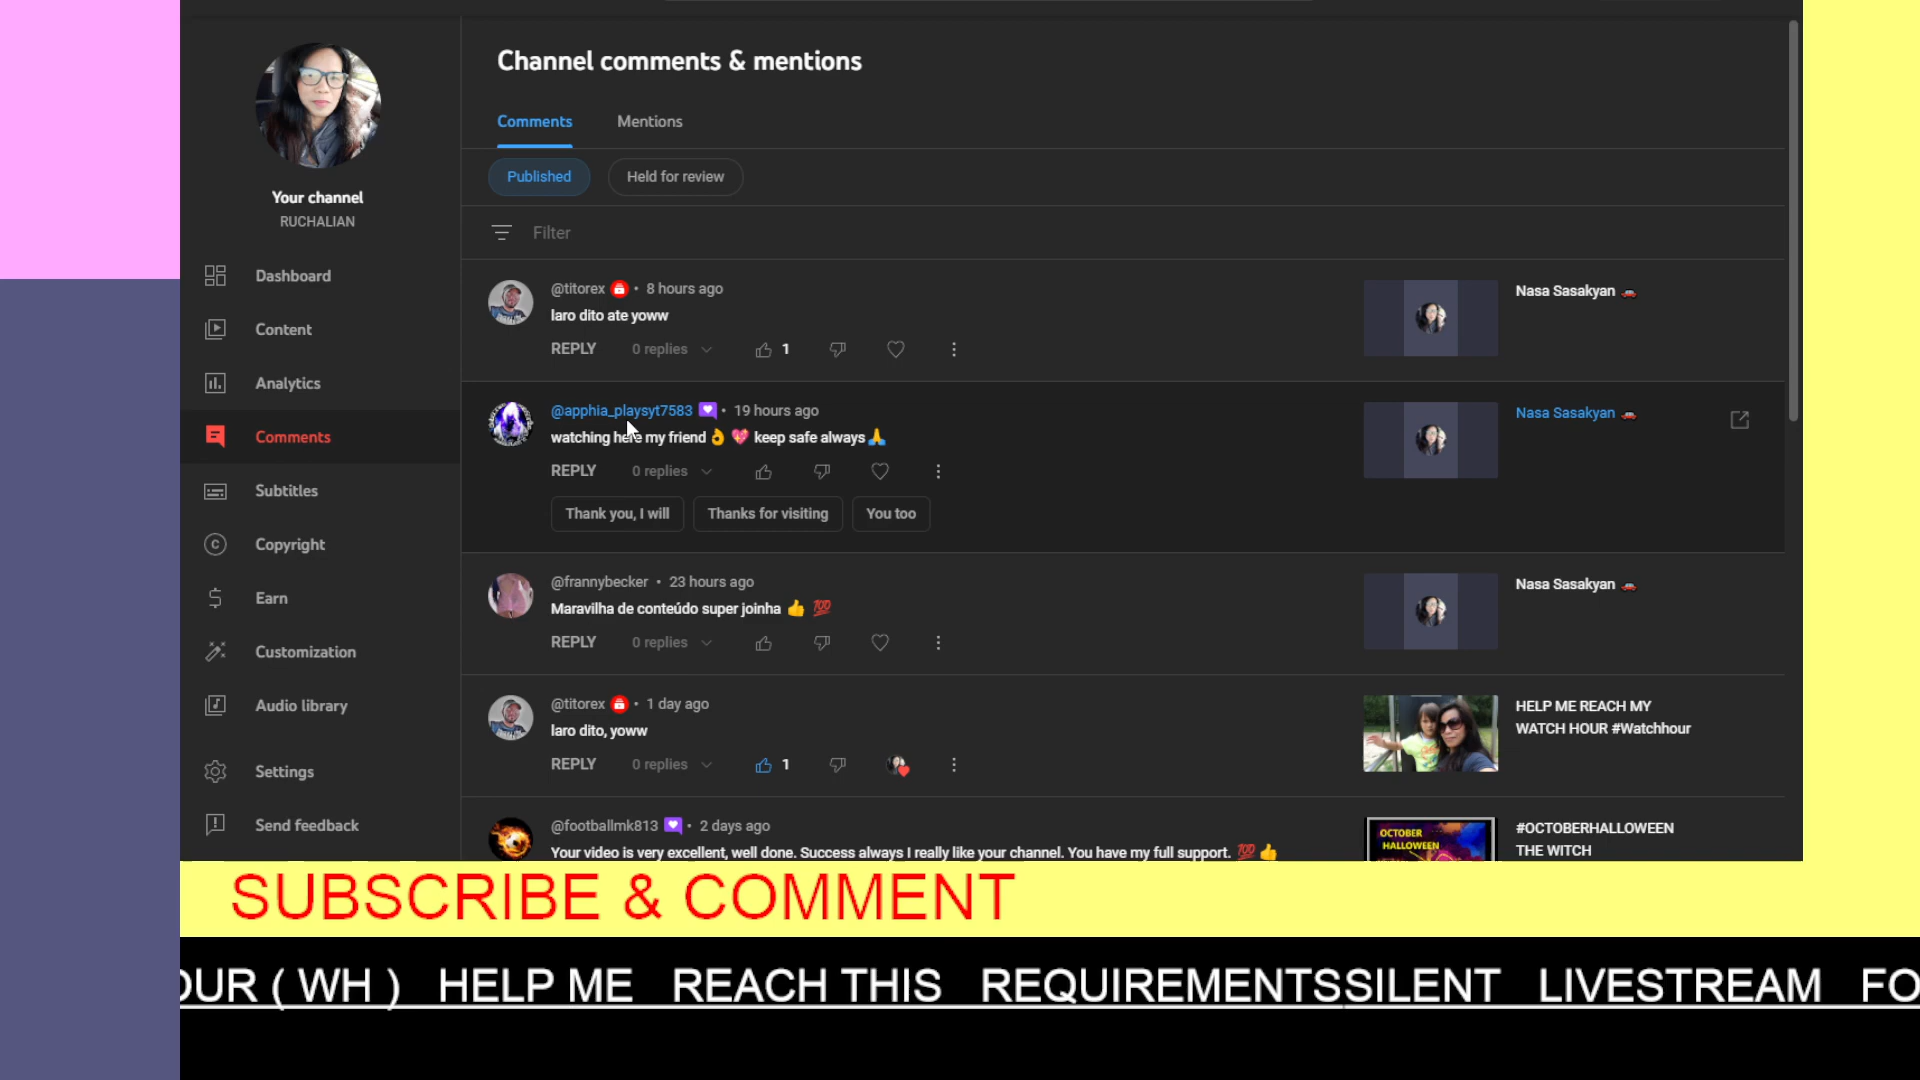 Channel comments & mentions
Comments
Mentions
Published
Held for review
Filter
Your channel
RUCHALIAN
Dashboard
Content
Analytics
Comments
Subtitles
Copyright
Earn
Customization
Audio library
Settings
Send feedback
@titorex • 8 hours ago
laro dito ate yoww
REPLY 0 replies 1
Nasa Sasakyan 🚗
@apphia_playsyt7583 • 19 hours ago
watching here my friend 👌 💖 keep safe always 🙏
REPLY 0 replies
Thank you, I will
Thanks for visiting
You too
Nasa Sasakyan 🚗
@frannybecker • 23 hours ago
Maravilha de conteúdo super joinha 👍 💯
REPLY 0 replies
Nasa Sasakyan 🚗
@titorex • 1 day ago
laro dito, yoww
REPLY 0 replies 1
HELP ME REACH MY
WATCH HOUR #Watchhour
@footballmk813 • 2 days ago
Your video is very excellent, well done. Success always I really like your channel. You have my full support. 💯 👍
OCTOBER
HALLOWEEN
#OCTOBERHALLOWEEN
THE WITCH
SUBSCRIBE & COMMENT
OUR ( WH ) HELP ME REACH THIS REQUIREMENTSSILENT LIVESTREAM FO